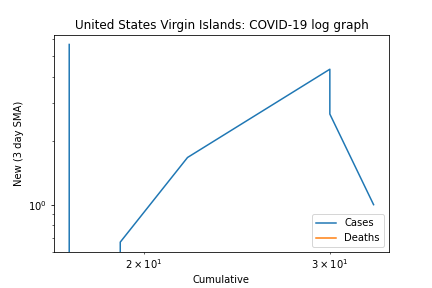 United States Virgin Islands: COVID-19 log graph
New (3 day SMA)
10⁰
Cases
Deaths
2 × 10¹
3 × 10¹
Cumulative